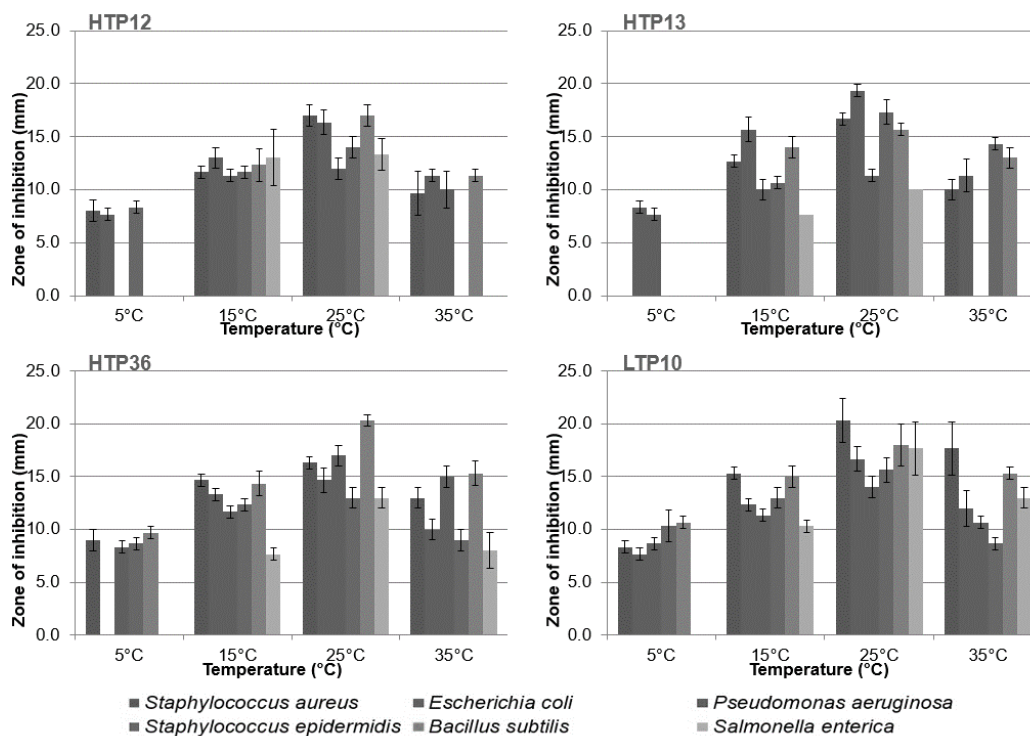 HTP12
25.0
20.0
15.0
10.0
5.0
0.0
Zone of inhibition (mm)
5°C 15°C 25°C 35°C
Temperature (°C)
HTP13
25.0
20.0
15.0
10.0
5.0
0.0
Zone of inhibition (mm)
5°C 15°C 25°C 35°C
Temperature (°C)
HTP36
25.0
20.0
15.0
10.0
5.0
0.0
Zone of inhibition (mm)
5°C 15°C 25°C 35°C
Temperature (°C)
LTP10
25.0
20.0
15.0
10.0
5.0
0.0
Zone of inhibition (mm)
5°C 15°C 25°C 35°C
Temperature (°C)
Staphylococcus aureus Escherichia coli Pseudomonas aeruginosa
Staphylococcus epidermidis Bacillus subtilis Salmonella enterica